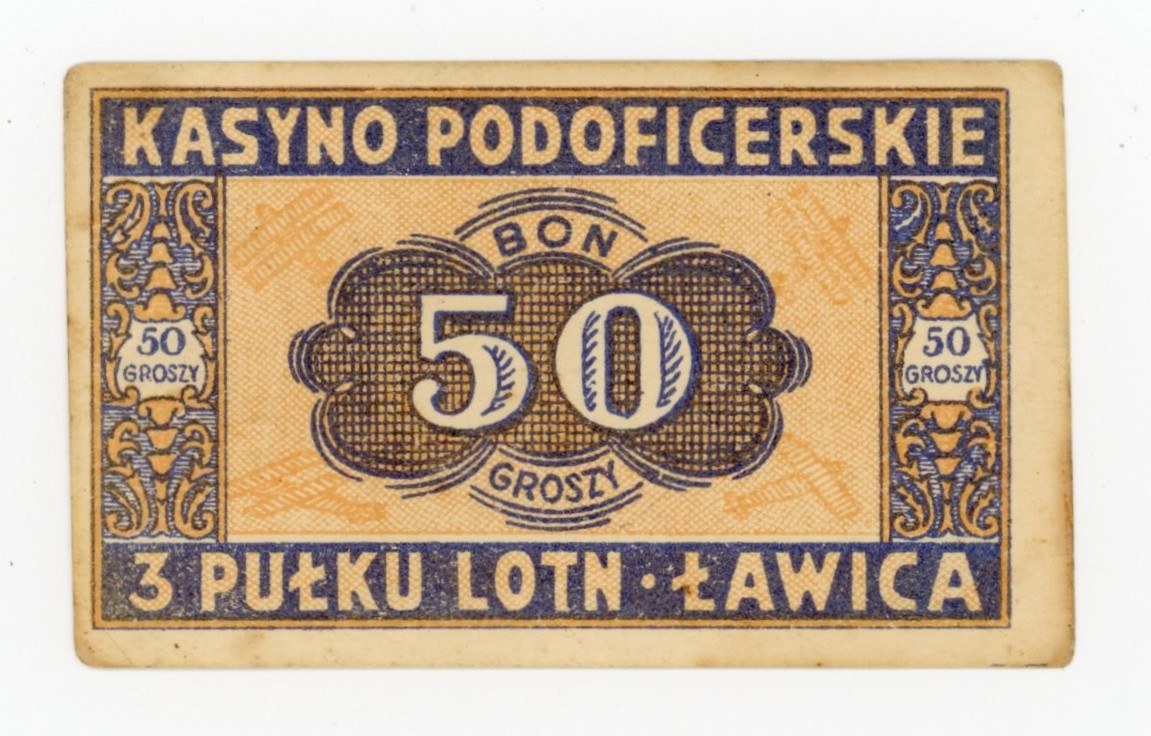 KASYNO PODOFICERSKIE
BON
50
GROSZY
50
GROSZY
50
GROSZY
3 PUŁKU LOTN · ŁAWICA